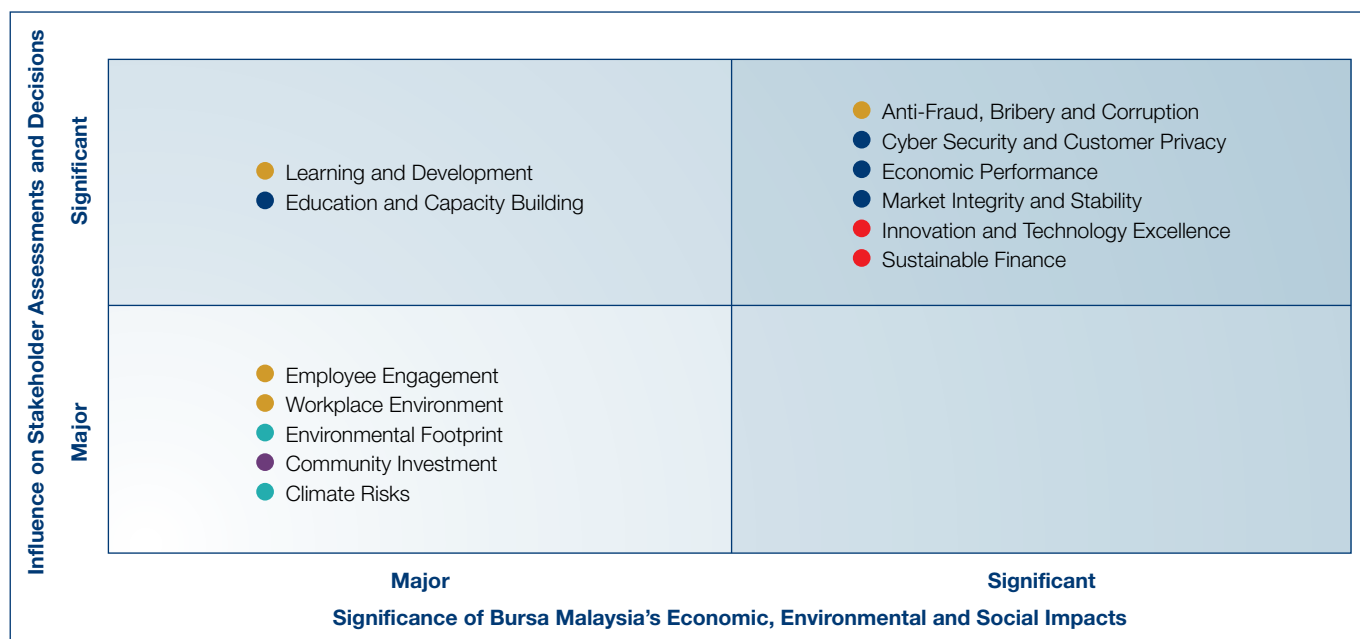 Influence on Stakeholder Assessments and Decisions
Significant
Major
Learning and Development
Education and Capacity Building
Anti-Fraud, Bribery and Corruption
Cyber Security and Customer Privacy
Economic Performance
Market Integrity and Stability
Innovation and Technology Excellence
Sustainable Finance
Employee Engagement
Workplace Environment
Environmental Footprint
Community Investment
Climate Risks
Major
Significant
Significance of Bursa Malaysia's Economic, Environmental and Social Impacts